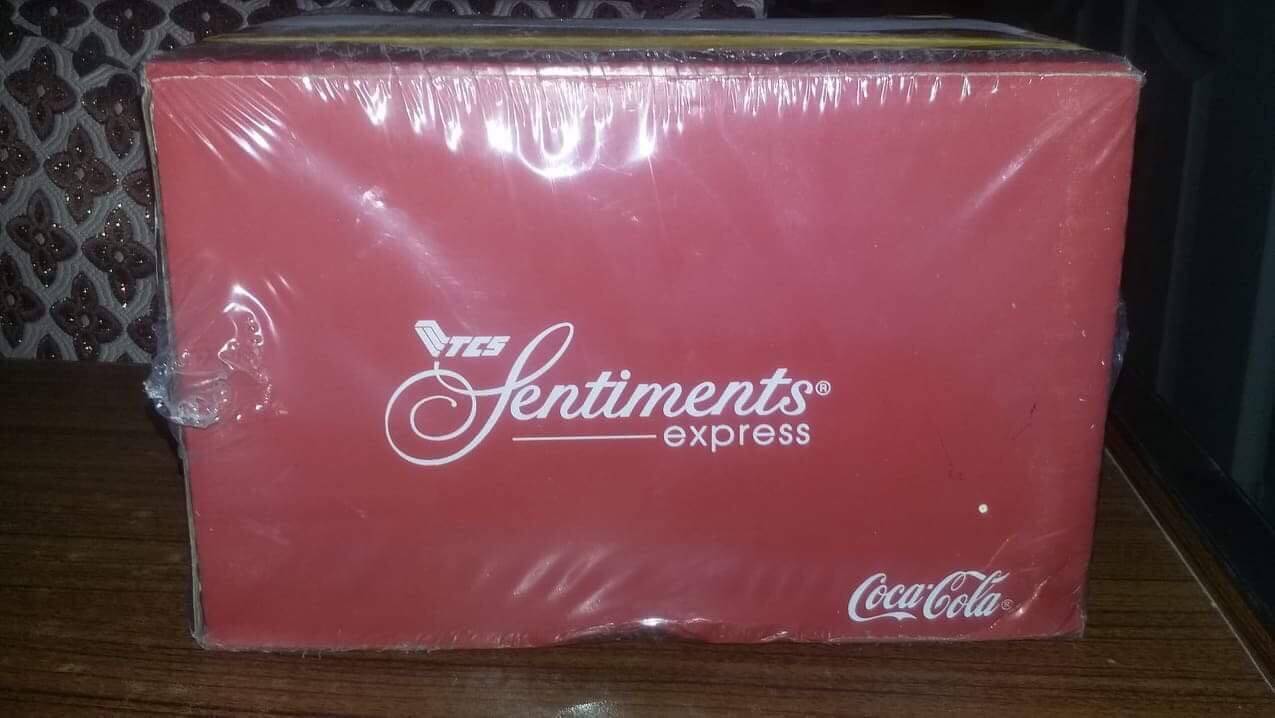 TCS
Sentiments®
express
Coca-Cola®